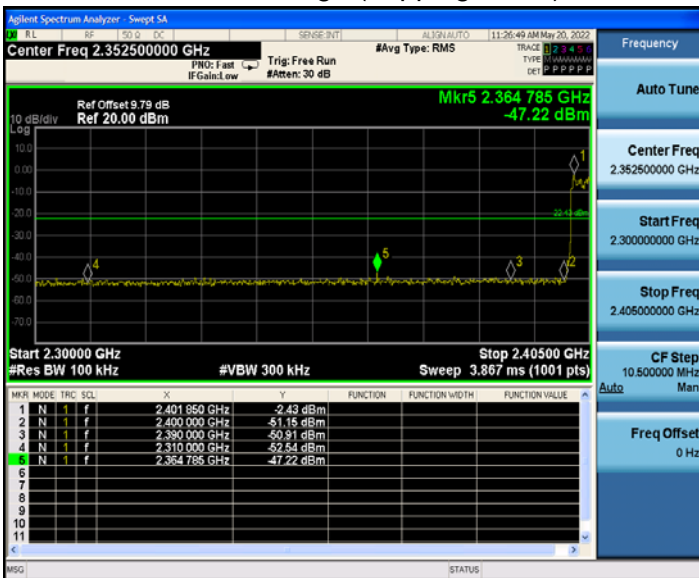 Agilent Spectrum Analyzer - Swept SA
RL RF 50 Ω DC SENSE:INT ALIGN AUTO 11:26:49 AM May 20, 2022
Center Freq 2.352500000 GHz #Avg Type: RMS TRACE 1 2 3 4 5 6
PNO: Fast Trig: Free Run TYPE M WWWWW
IFGain:Low #Atten: 30 dB DET P P P P P P
Mkr5 2.364 785 GHz
Ref Offset 9.79 dB
10 dB/div Ref 20.00 dBm -47.22 dBm
Log
10.0
0.00
-10.0
-20.0
-30.0
-40.0
-50.0
-60.0
-70.0
1
-22.43 dBm
5
3
2
4
Start 2.30000 GHz Stop 2.40500 GHz
#Res BW 100 kHz #VBW 300 kHz Sweep 3.867 ms (1001 pts)
MKR MODE TRC SCL X Y FUNCTION FUNCTION WIDTH FUNCTION VALUE
1 N 1 f 2.401 850 GHz -2.43 dBm
2 N 1 f 2.400 000 GHz -51.15 dBm
3 N 1 f 2.390 000 GHz -50.91 dBm
4 N 1 f 2.310 000 GHz -52.54 dBm
5 N 1 f 2.364 785 GHz -47.22 dBm
6
7
8
9
10
11
MSG STATUS
Frequency
Auto Tune
Center Freq
2.352500000 GHz
Start Freq
2.300000000 GHz
Stop Freq
2.405000000 GHz
CF Step
10.500000 MHz
Auto Man
Freq Offset
0 Hz